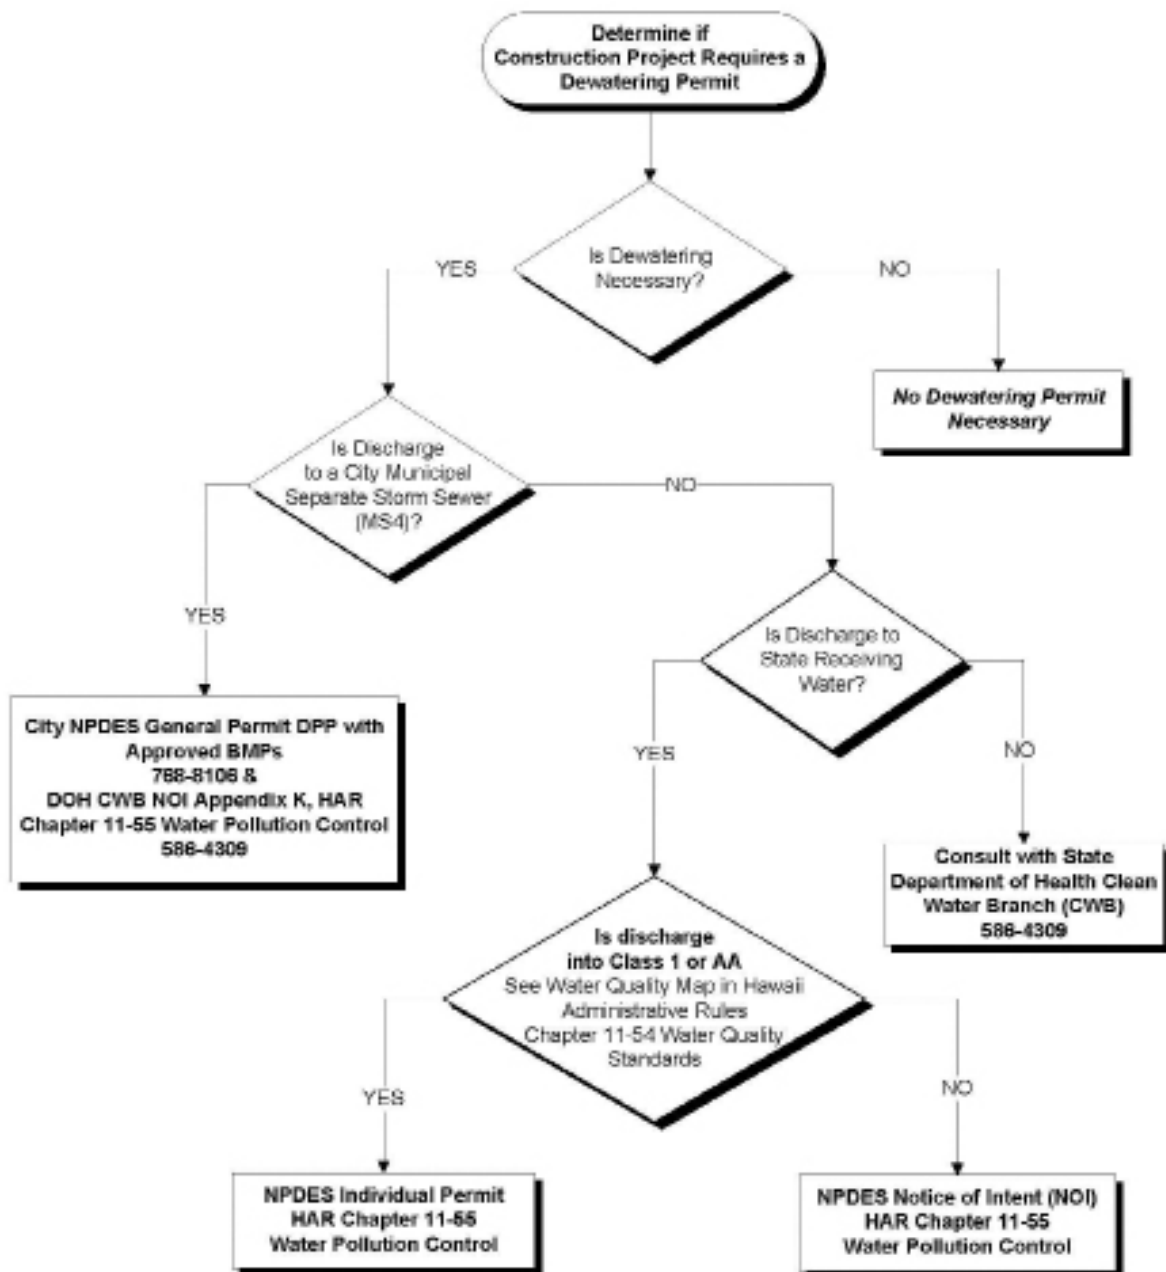 Determine if
Construction Project Requires a
Dewatering Permit
Is Dewatering
Necessary?
YES
NO
No Dewatering Permit
Necessary
Is Discharge
to a City Municipal
Separate Storm Sewer
(MS4)?
NO
YES
Is Discharge to
State Receiving
Water?
City NPDES General Permit DPP with
Approved BMPs
768-8106 &
DOH CWB NOI Appendix K, HAR
Chapter 11-55 Water Pollution Control
586-4309
YES
NO
Consult with State
Department of Health Clean
Water Branch (CWB)
586-4309
Is discharge
into Class 1 or AA
See Water Quality Map in Hawaii
Administrative Rules
Chapter 11-54 Water Quality
Standards
YES
NO
NPDES Individual Permit
HAR Chapter 11-55
Water Pollution Control
NPDES Notice of Intent (NOI)
HAR Chapter 11-55
Water Pollution Control